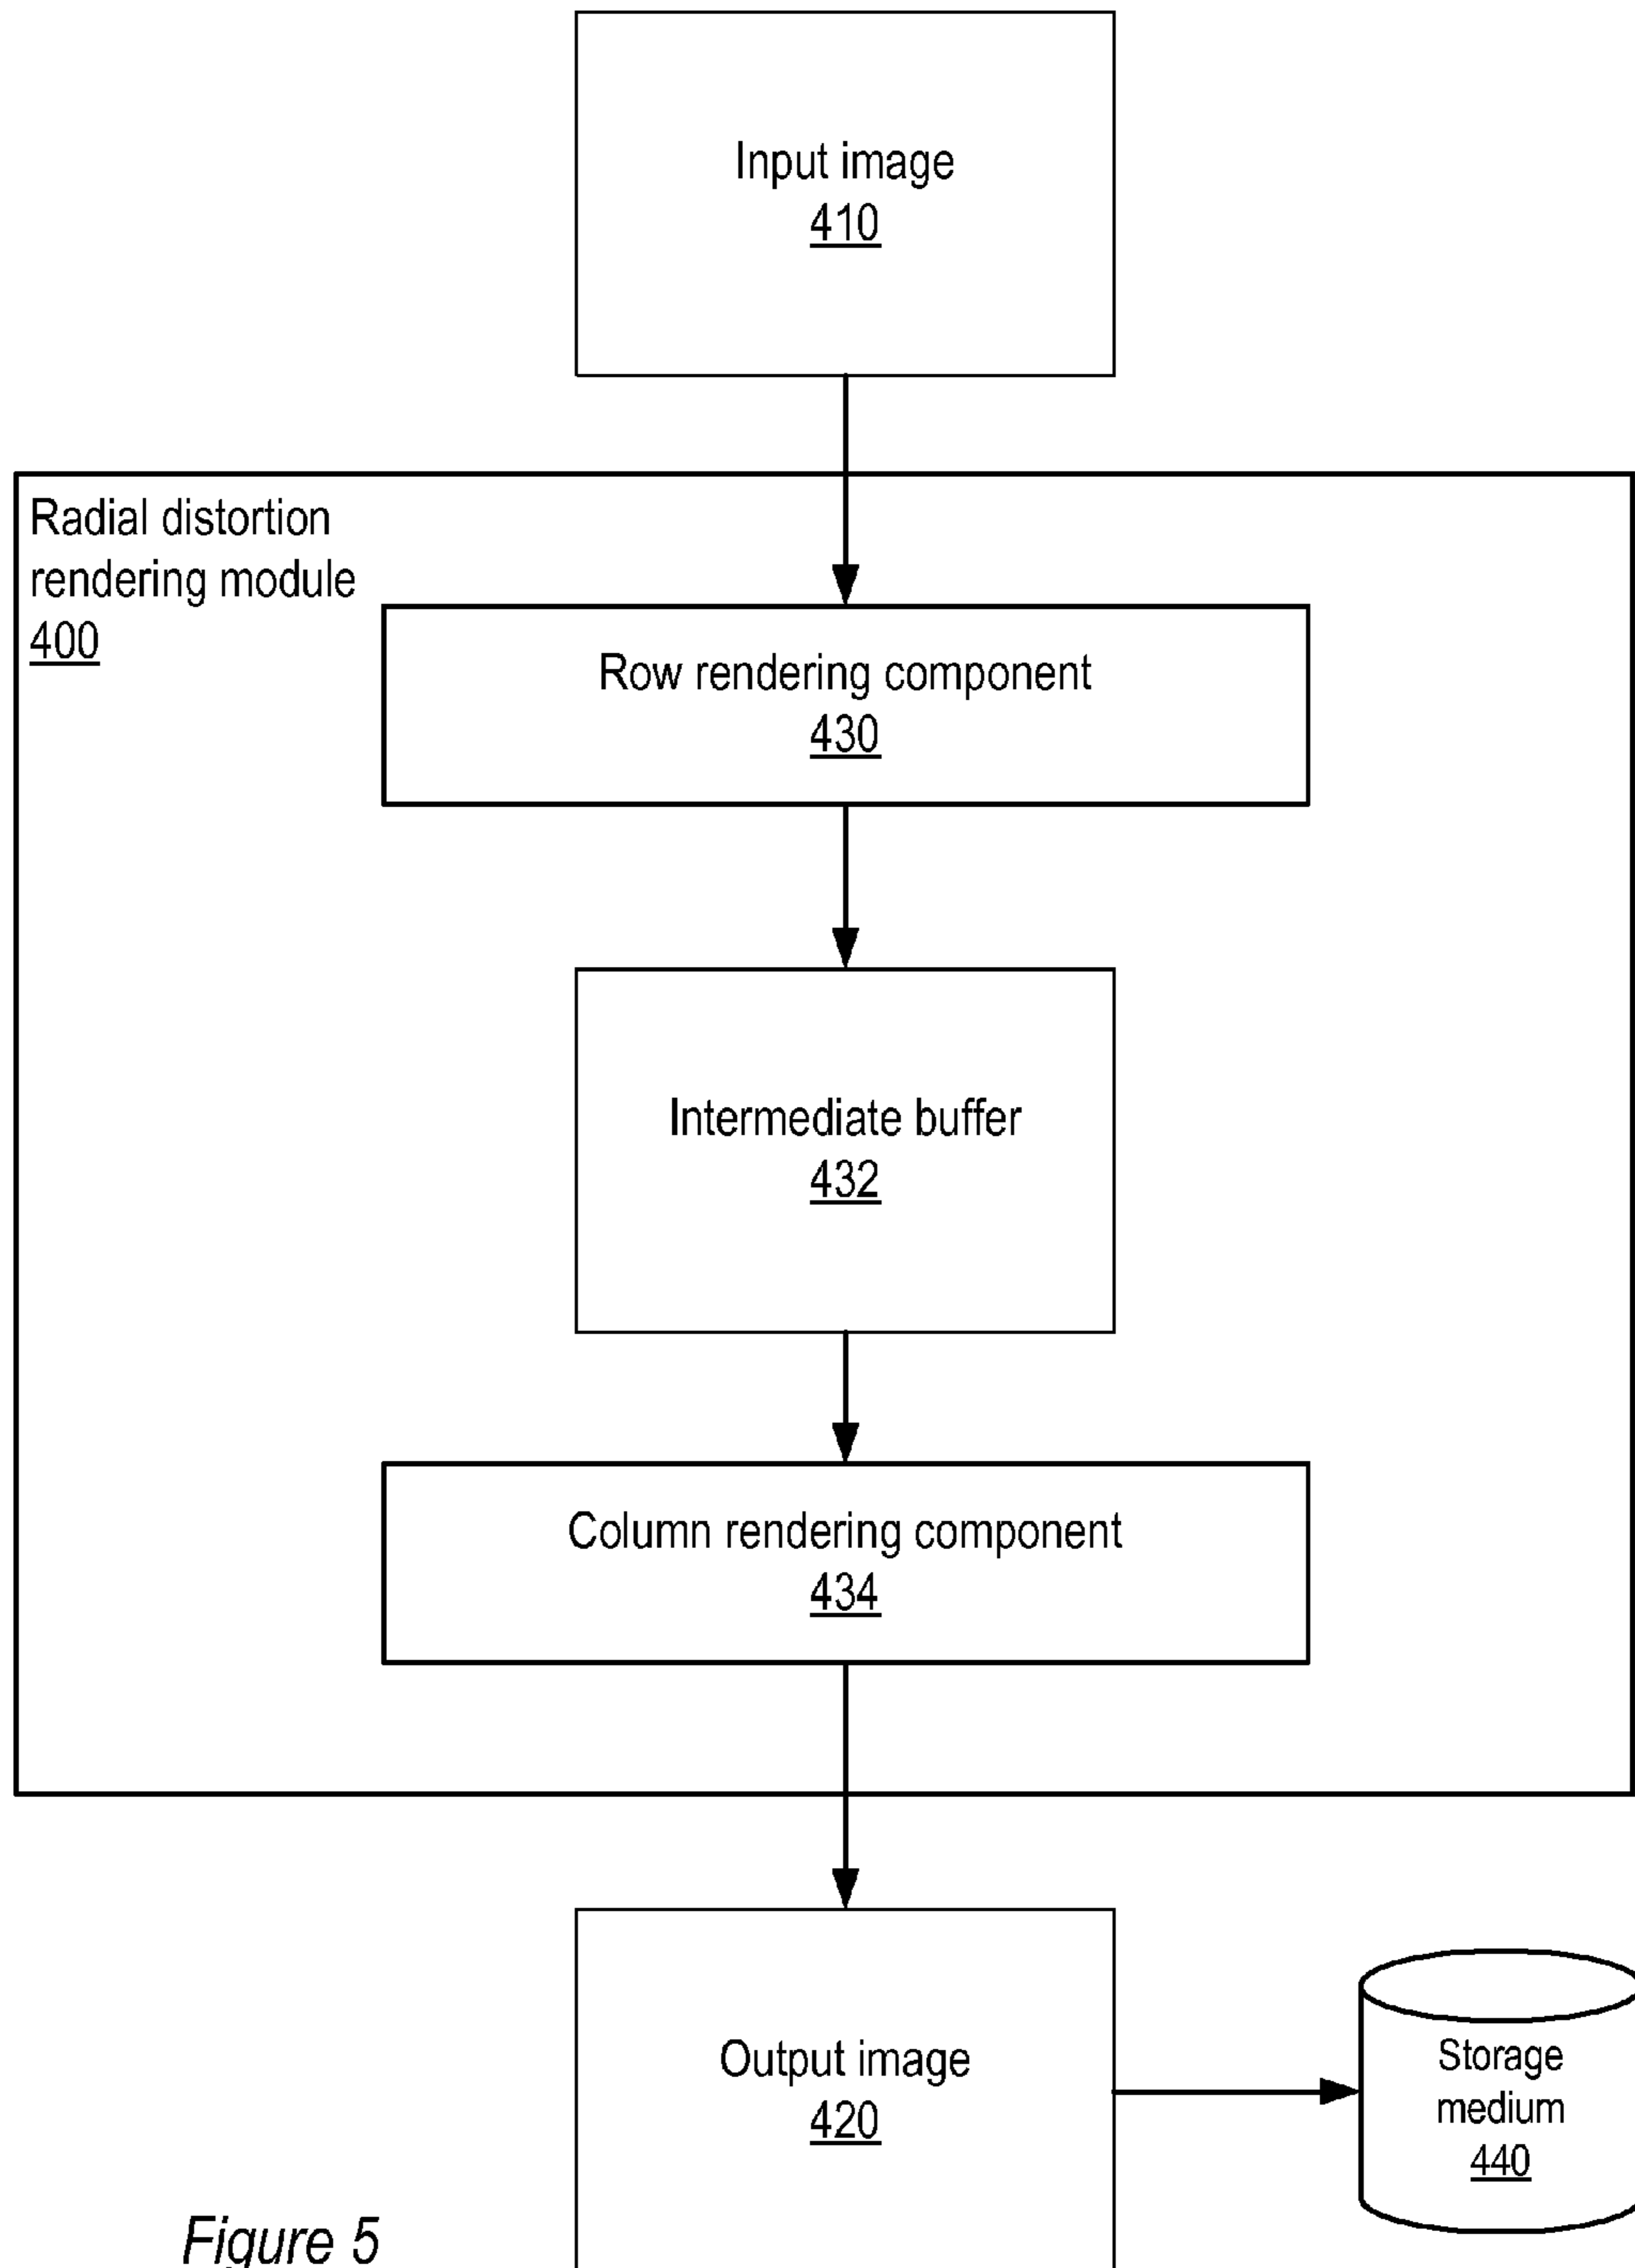 Input image
410
Radial distortion
rendering module
400
Row rendering component
430
Intermediate buffer
432
Column rendering component
434
Output image
420
Storage
medium
440
Figure 5